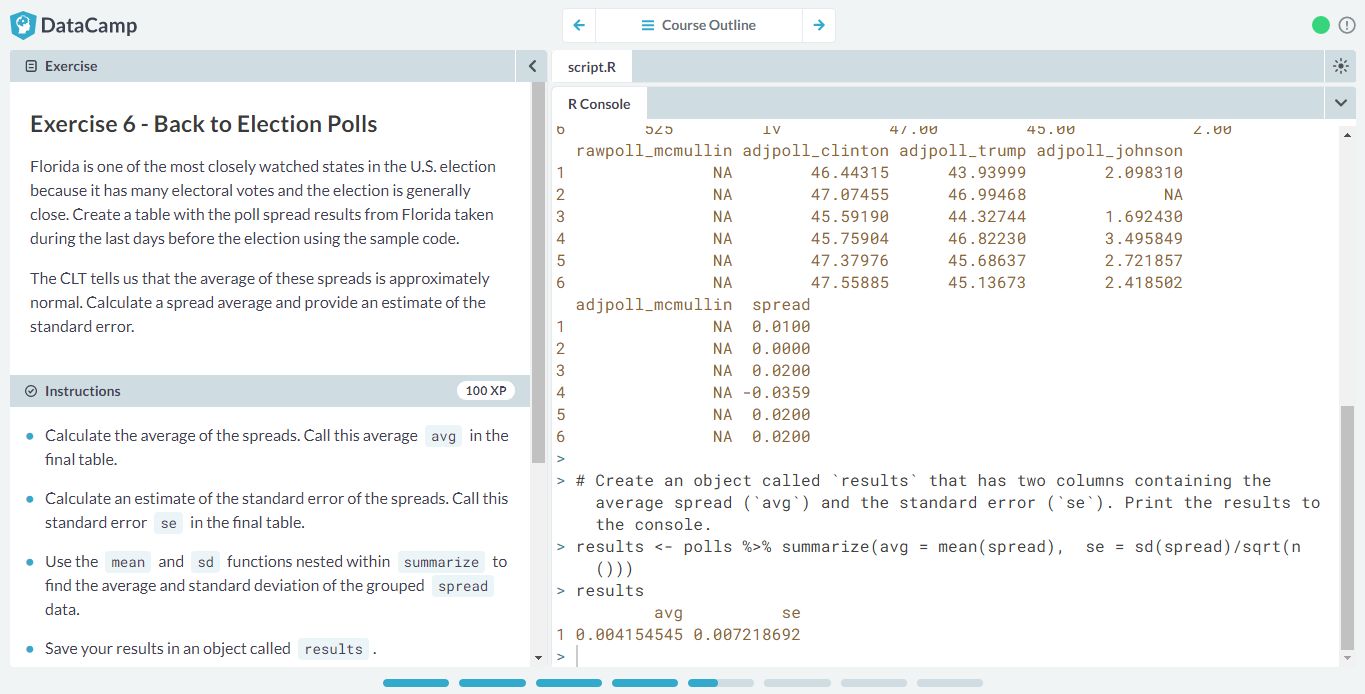 DataCamp
Course Outline
Exercise
script.R
R Console
Exercise 6 - Back to Election Polls
Florida is one of the most closely watched states in the U.S. election
because it has many electoral votes and the election is generally
close. Create a table with the poll spread results from Florida taken
during the last days before the election using the sample code.
The CLT tells us that the average of these spreads is approximately
normal. Calculate a spread average and provide an estimate of the
standard error.
Instructions
100 XP
Calculate the average of the spreads. Call this average avg in the
final table.
Calculate an estimate of the standard error of the spreads. Call this
standard error se in the final table.
Use the mean and sd functions nested within summarize to
find the average and standard deviation of the grouped spread
data.
Save your results in an object called results .
6 525 lv 47.00 45.00 2.00
rawpoll_mcmullin adjpoll_clinton adjpoll_trump adjpoll_johnson
1 NA 46.44315 43.93999 2.098310
2 NA 47.07455 46.99468 NA
3 NA 45.59190 44.32744 1.692430
4 NA 45.75904 46.82230 3.495849
5 NA 47.37976 45.68637 2.721857
6 NA 47.55885 45.13673 2.418502
adjpoll_mcmullin spread
1 NA 0.0100
2 NA 0.0000
3 NA 0.0200
4 NA -0.0359
5 NA 0.0200
6 NA 0.0200
>
> # Create an object called `results` that has two columns containing the
average spread (`avg`) and the standard error (`se`). Print the results to
the console.
> results <- polls %>% summarize(avg = mean(spread), se = sd(spread)/sqrt(n
()))
> results
avg se
1 0.004154545 0.007218692
>